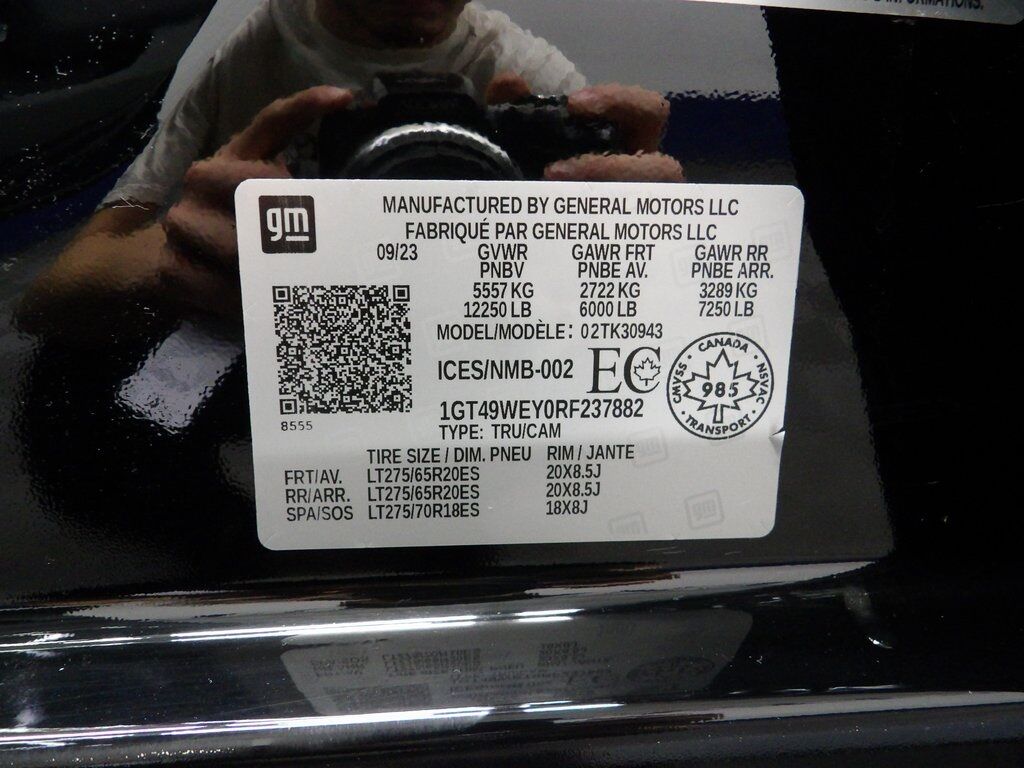 INFORMATIONS.
gm
MANUFACTURED BY GENERAL MOTORS LLC
FABRIQUÉ PAR GENERAL MOTORS LLC
09/23 GVWR GAWR FRT GAWR RR
PNBV PNBE AV. PNBE ARR.
5557 KG 2722 KG 3289 KG
12250 LB 6000 LB 7250 LB
MODEL/MODÈLE: 02TK30943
ICES/NMB-002 EC
CANADA
CMVSS 985 NSVAC
TRANSPORT
1GT49WEY0RF237882
8555
TYPE: TRU/CAM
TIRE SIZE / DIM. PNEU RIM / JANTE
FRT/AV. LT275/65R20ES 20X8.5J
RR/ARR. LT275/65R20ES 20X8.5J
SPA/SOS LT275/70R18ES 18X8J